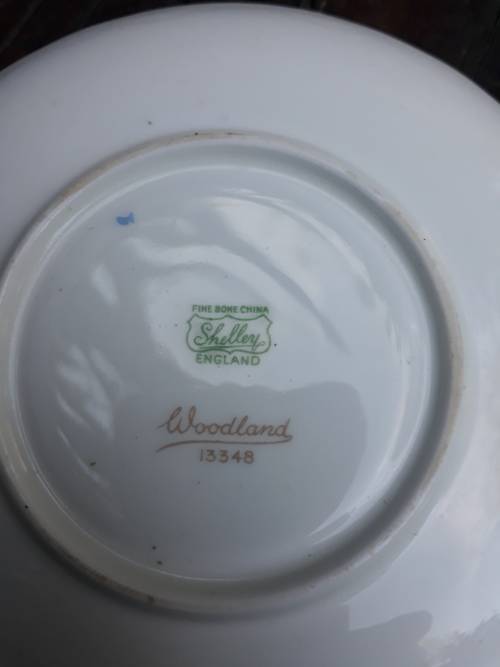 FINE BONE CHINA
Shelley
ENGLAND
Woodland
13348